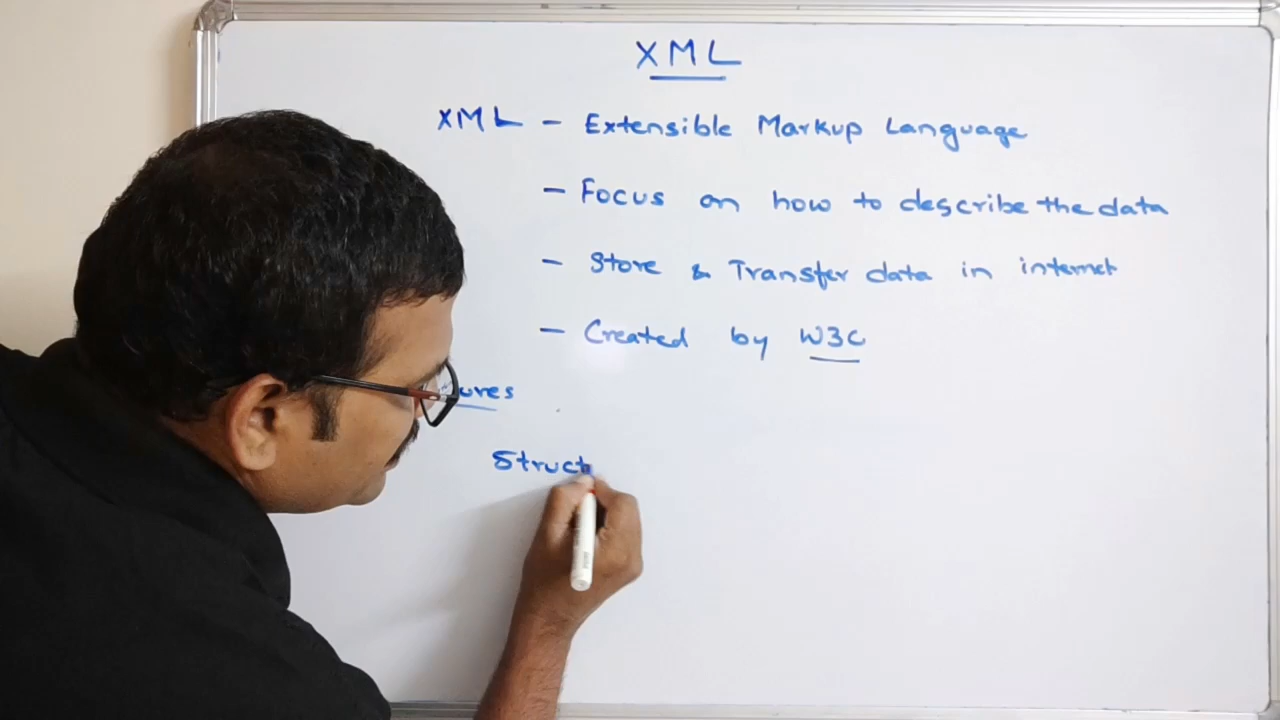 XML
XML - Extensible Markup Language
- Focus on how to describe the data
- Store & Transfer data in internet
- Created by W3C
ures
Struct